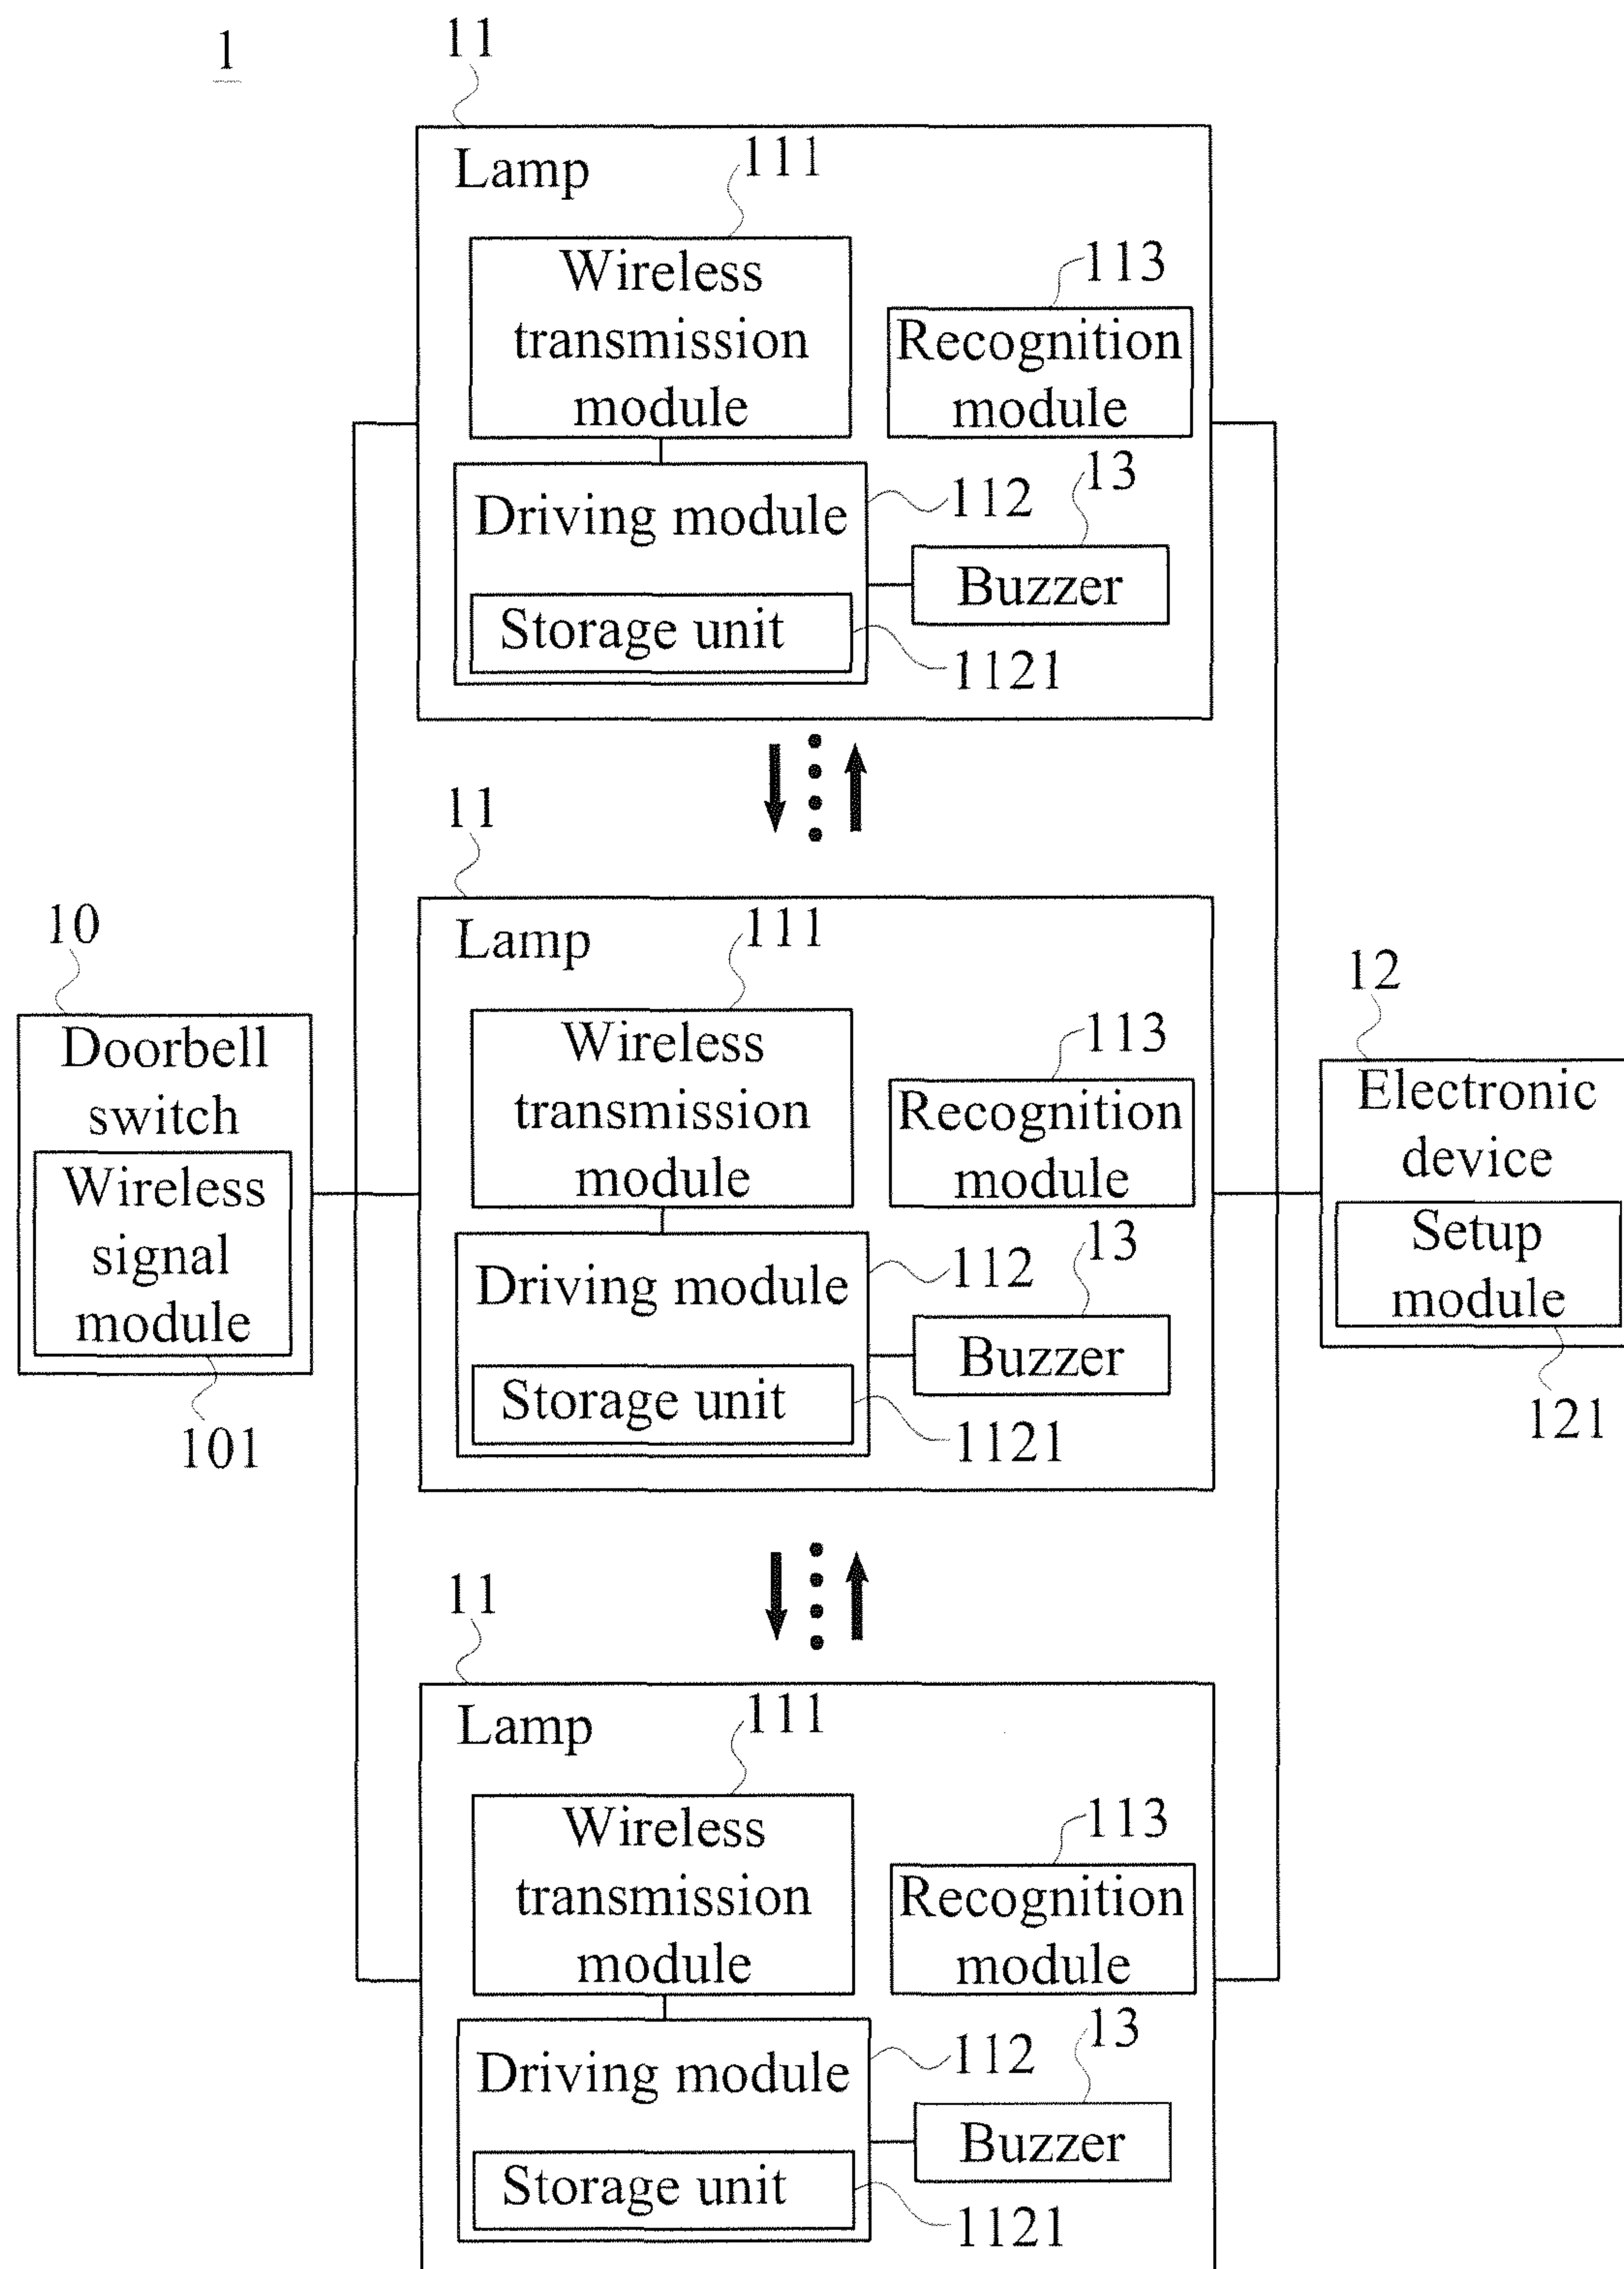 1
11
Lamp
111
Wireless
transmission
module
113
Recognition
module
Driving module
112
13
Buzzer
Storage unit
1121
11
Lamp
111
Wireless
transmission
module
113
Recognition
module
Driving module
112
13
Buzzer
Storage unit
1121
10
Doorbell
switch
Wireless
signal
module
101
12
Electronic
device
Setup
module
121
11
Lamp
111
Wireless
transmission
module
113
Recognition
module
Driving module
112
13
Buzzer
Storage unit
1121